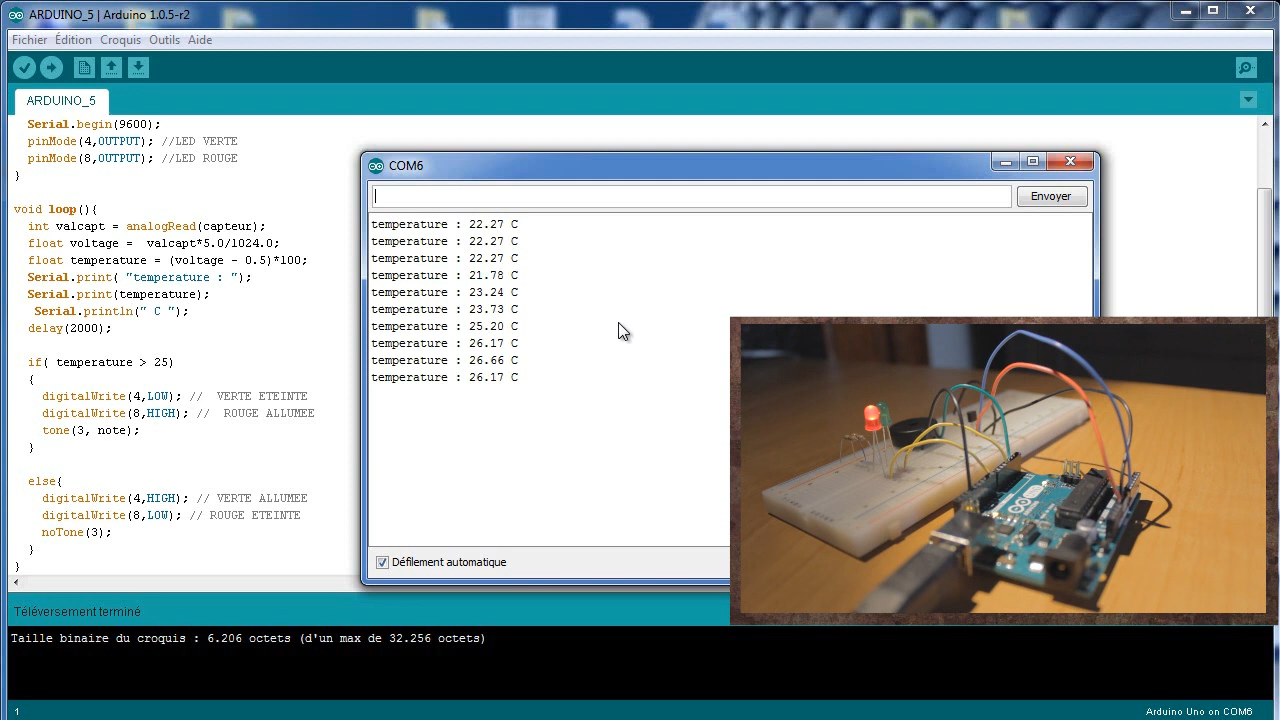 ARDUINO_5 | Arduino 1.0.5-r2
Fichier Édition Croquis Outils Aide
ARDUINO_5
Serial.begin(9600);
pinMode(4,OUTPUT); //LED VERTE
pinMode(8,OUTPUT); //LED ROUGE
}
void loop(){
int valcapt = analogRead(capteur);
float voltage =  valcapt*5.0/1024.0;
float temperature = (voltage - 0.5)*100;
Serial.print( "temperature : ");
Serial.print(temperature);
Serial.println(" C ");
delay(2000);
if( temperature > 25)
{
digitalWrite(4,LOW); //  VERTE ETEINTE
digitalWrite(8,HIGH); //  ROUGE ALLUMEE
tone(3, note);
}
else{
digitalWrite(4,HIGH); // VERTE ALLUMEE
digitalWrite(8,LOW); // ROUGE ETEINTE
noTone(3);
}
}
COM6
Envoyer
temperature : 22.27 C
temperature : 22.27 C
temperature : 22.27 C
temperature : 21.78 C
temperature : 23.24 C
temperature : 23.73 C
temperature : 25.20 C
temperature : 26.17 C
temperature : 26.66 C
temperature : 26.17 C
Défilement automatique
Téléversement terminé
Taille binaire du croquis : 6.206 octets (d'un max de 32.256 octets)
1
Arduino Uno on COM6